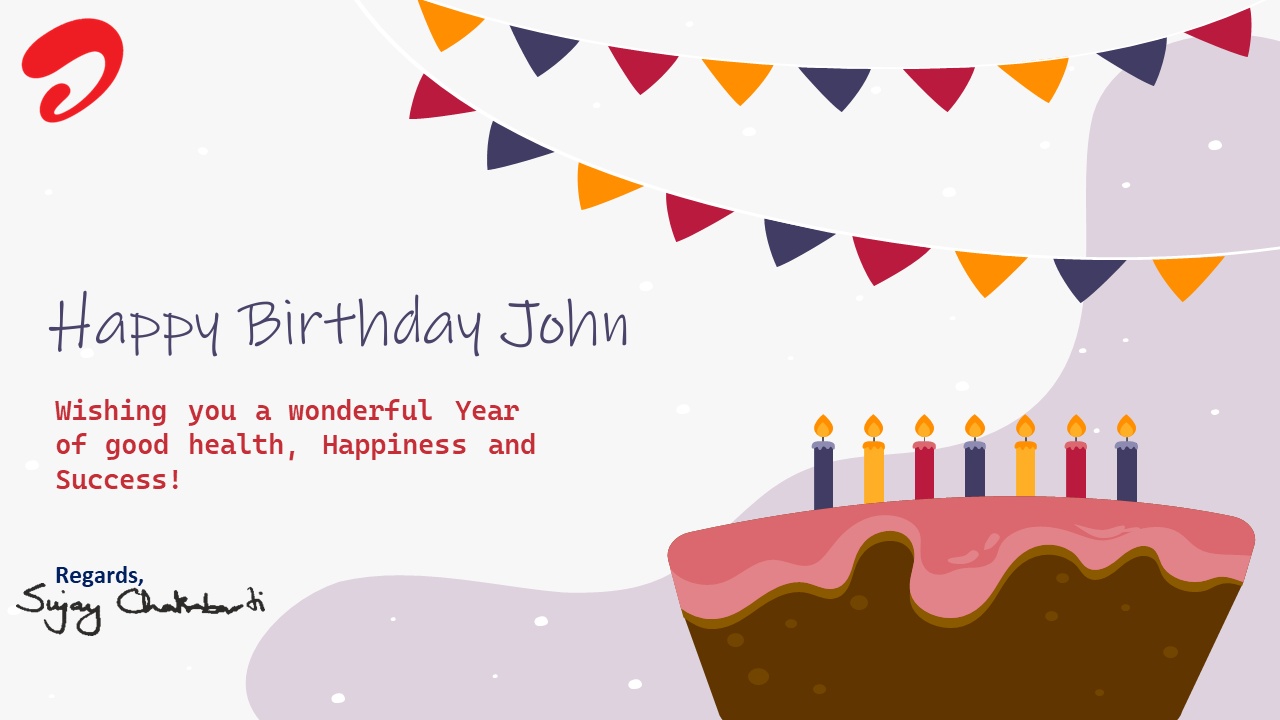 Happy Birthday John
Wishing you a wonderful Year
of good health, Happiness and
Success!
Regards,
Sujay Chakrabarti